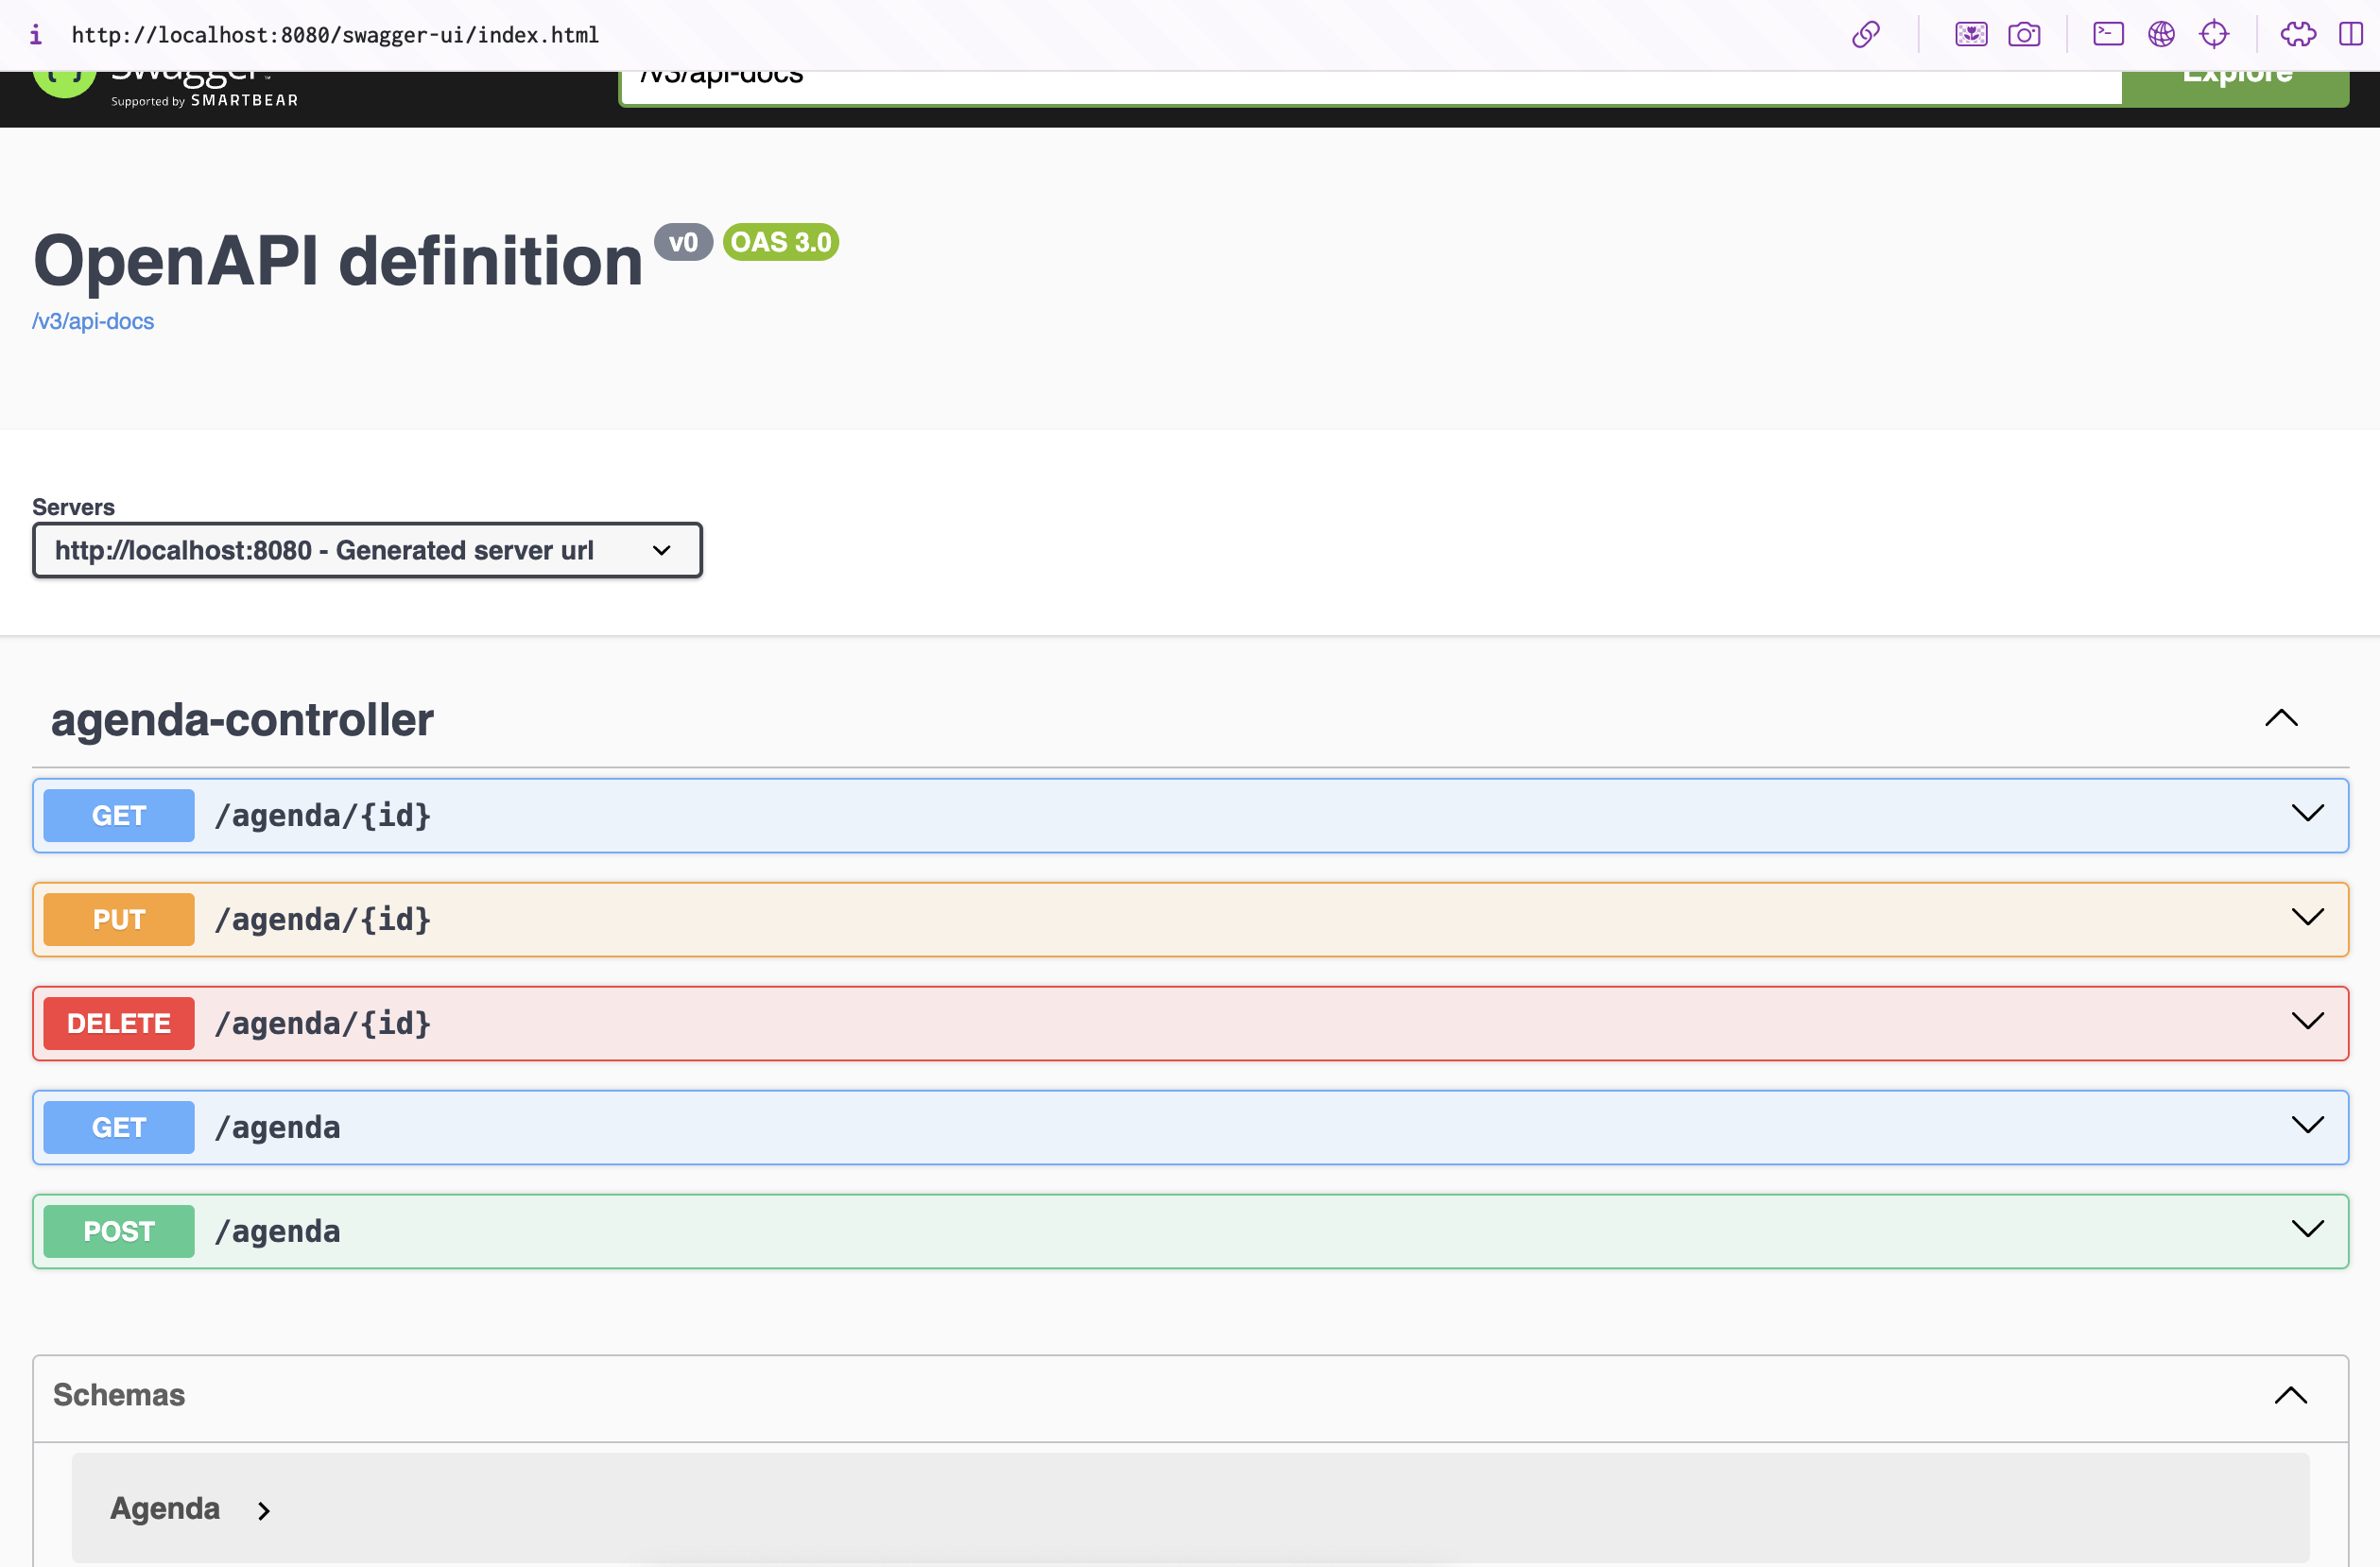 http://localhost:8080/swagger-ui/index.html
Swagger
Supported by SMARTBEAR
/v3/api-docs
Explore
OpenAPI definition v0 OAS 3.0
/v3/api-docs
Servers
http://localhost:8080 - Generated server url
agenda-controller
GET /agenda/{id}
PUT /agenda/{id}
DELETE /agenda/{id}
GET /agenda
POST /agenda
Schemas
Agenda